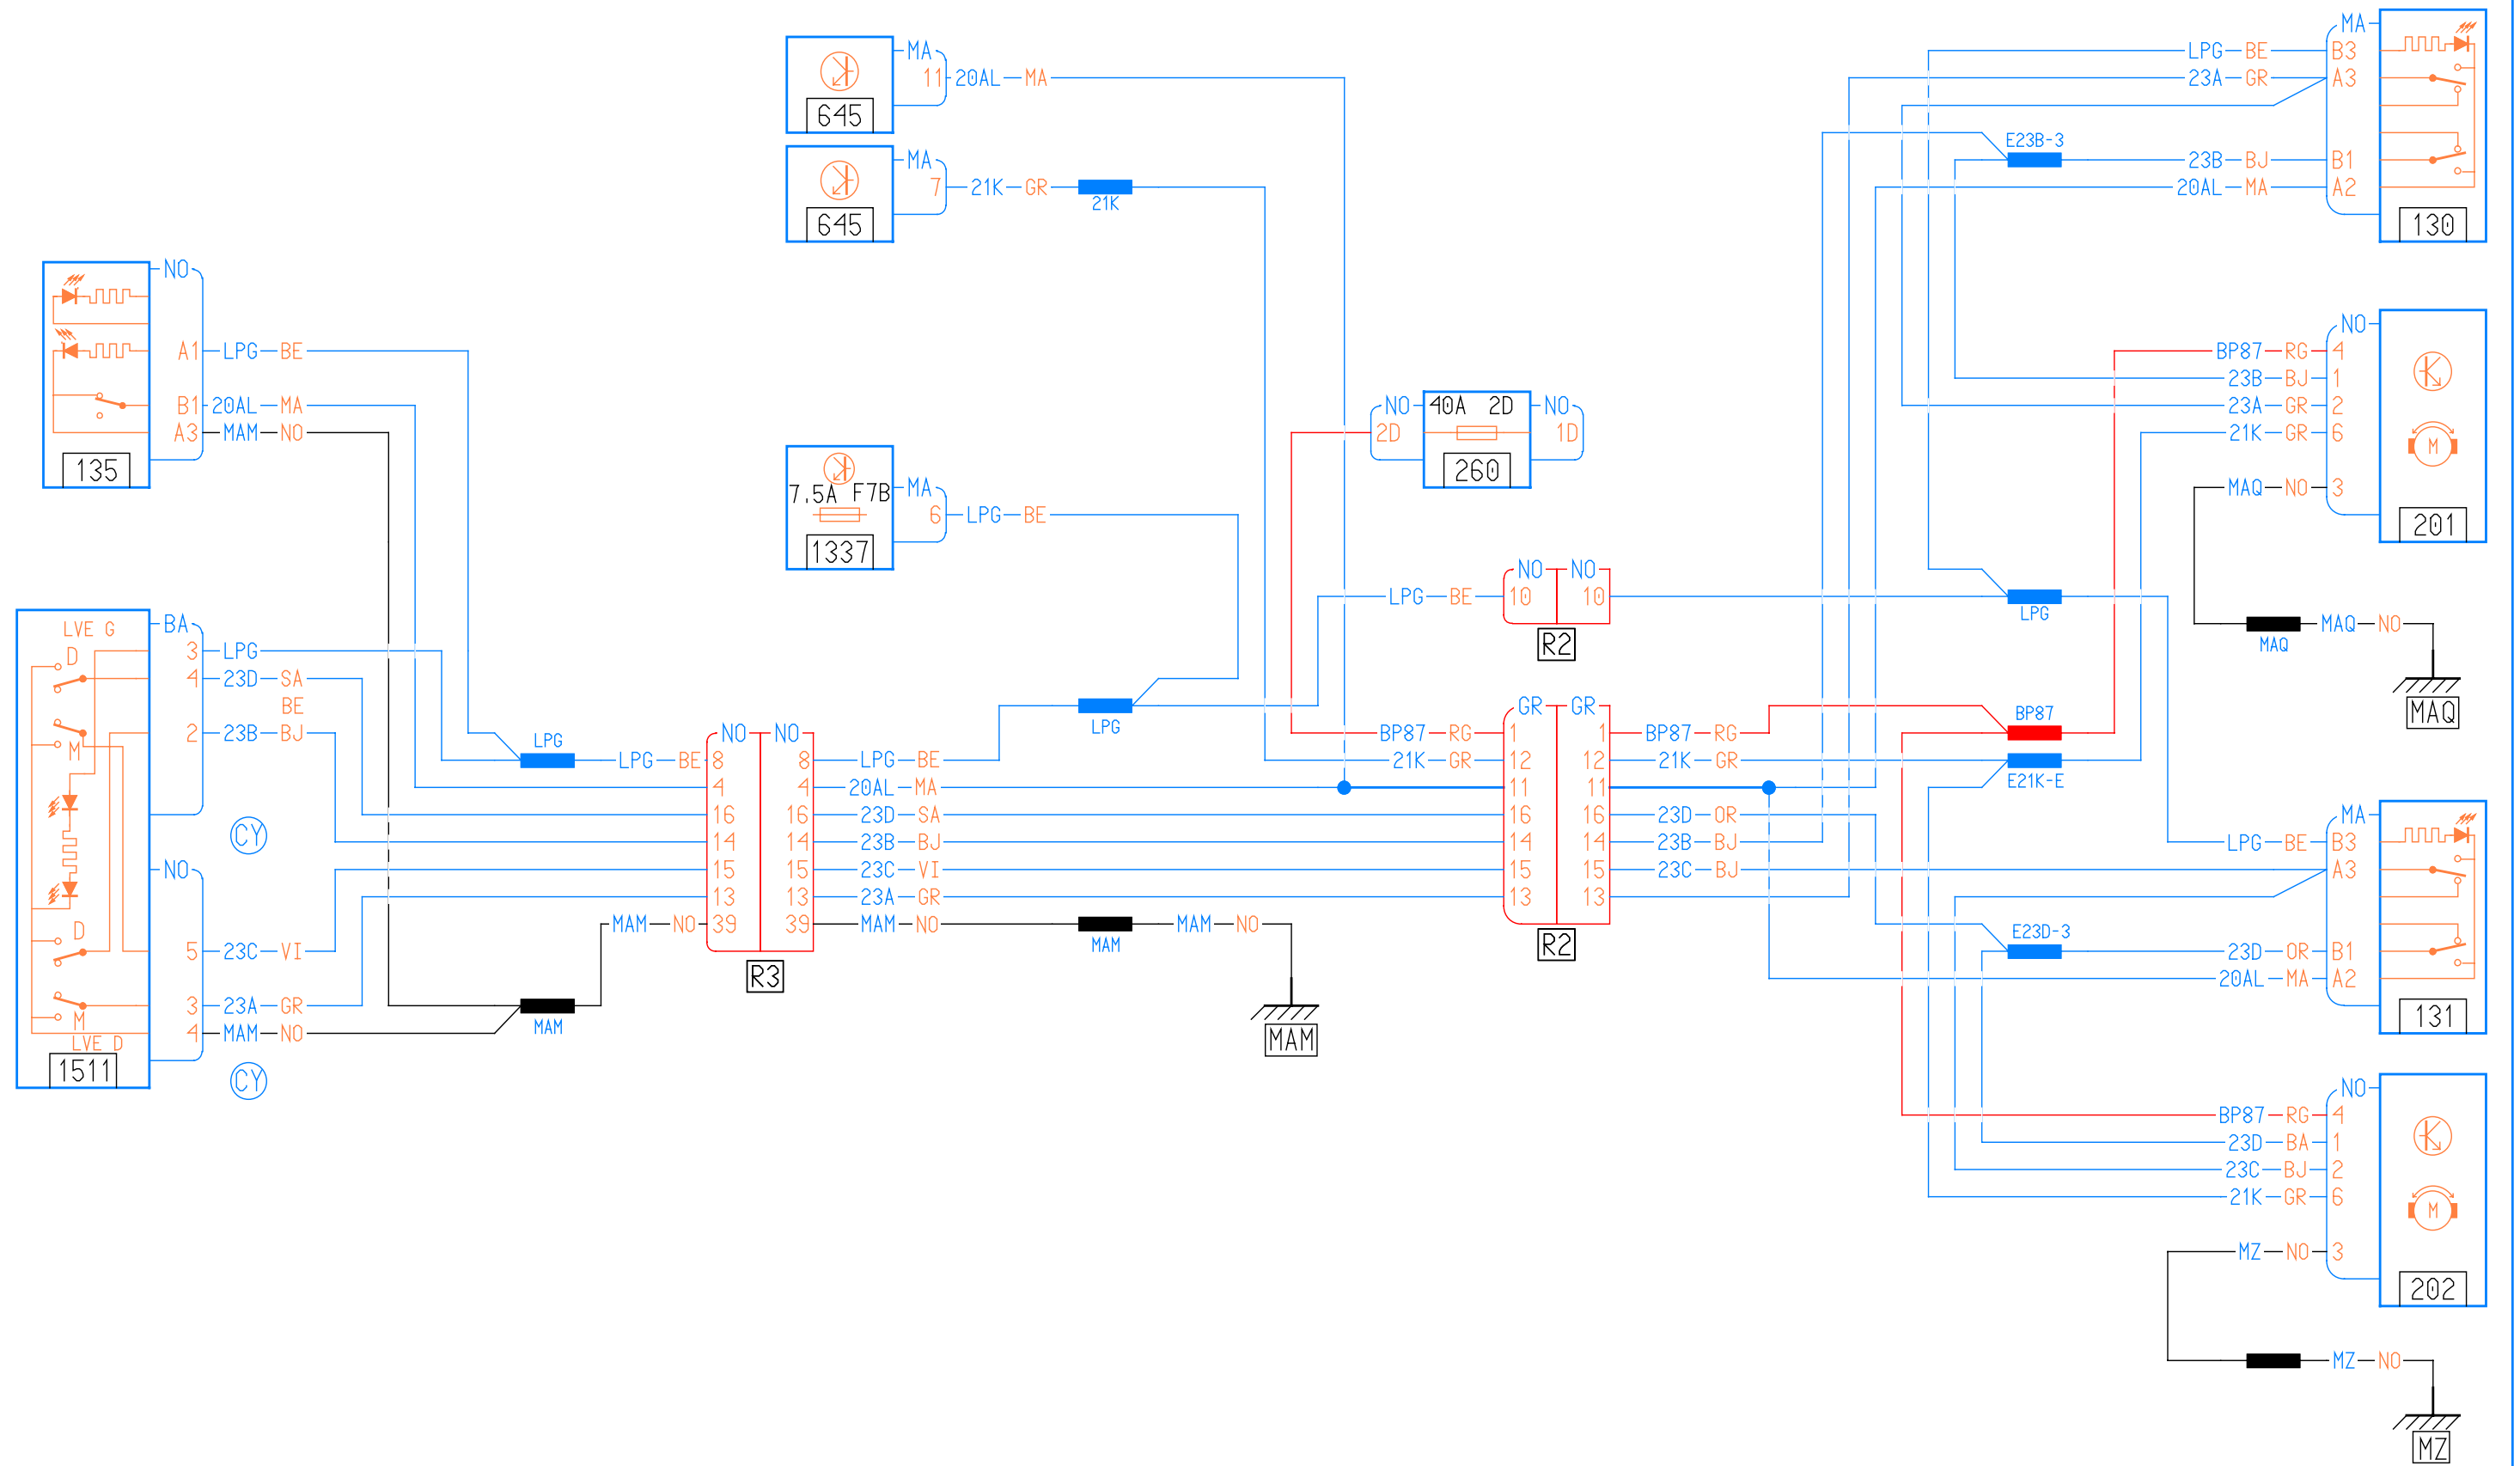 MA
11 20AL MA
645
MA
7 21K GR
21K
645
NO
A1 LPG BE
B1 20AL MA
A3 MAM NO
135
7.5A F7B
MA
6 LPG BE
1337
NO 40A 2D NO
2D 1D
260
LVE G
D
M
D
M
LVE D
1511
BA
3 LPG
4 23D SA
BE
2 23B BJ
CY
NO
5 23C VI
3 23A GR
4 MAM NO
CY
LPG
LPG BE
MAM
MAM NO
NO NO
8 8 LPG BE
4 4 20AL MA
16 16 23D SA
14 14 23B BJ
15 15 23C VI
13 13 23A GR
39 39 MAM NO
R3
LPG
MAM
MAM NO
MAM
NO NO
LPG BE 10 10
R2
GR GR
BP87 RG 1 1 BP87 RG
21K GR 12 12 21K GR
11 11
16 16 23D OR
14 14 23B BJ
15 15 23C BJ
13 13
R2
MA
LPG BE B3
23A GR A3
E23B-3
23B BJ B1
20AL MA A2
130
NO
BP87 RG 4
23B BJ 1
23A GR 2
21K GR 6
MAQ NO 3
201
LPG
MAQ
MAQ NO
MAQ
BP87
E21K-E
MA
LPG BE B3
A3
E23D-3
23D OR B1
20AL MA A2
131
NO
BP87 RG 4
23D BA 1
23C BJ 2
21K GR 6
MZ NO 3
202
MZ NO
MZ
M
M